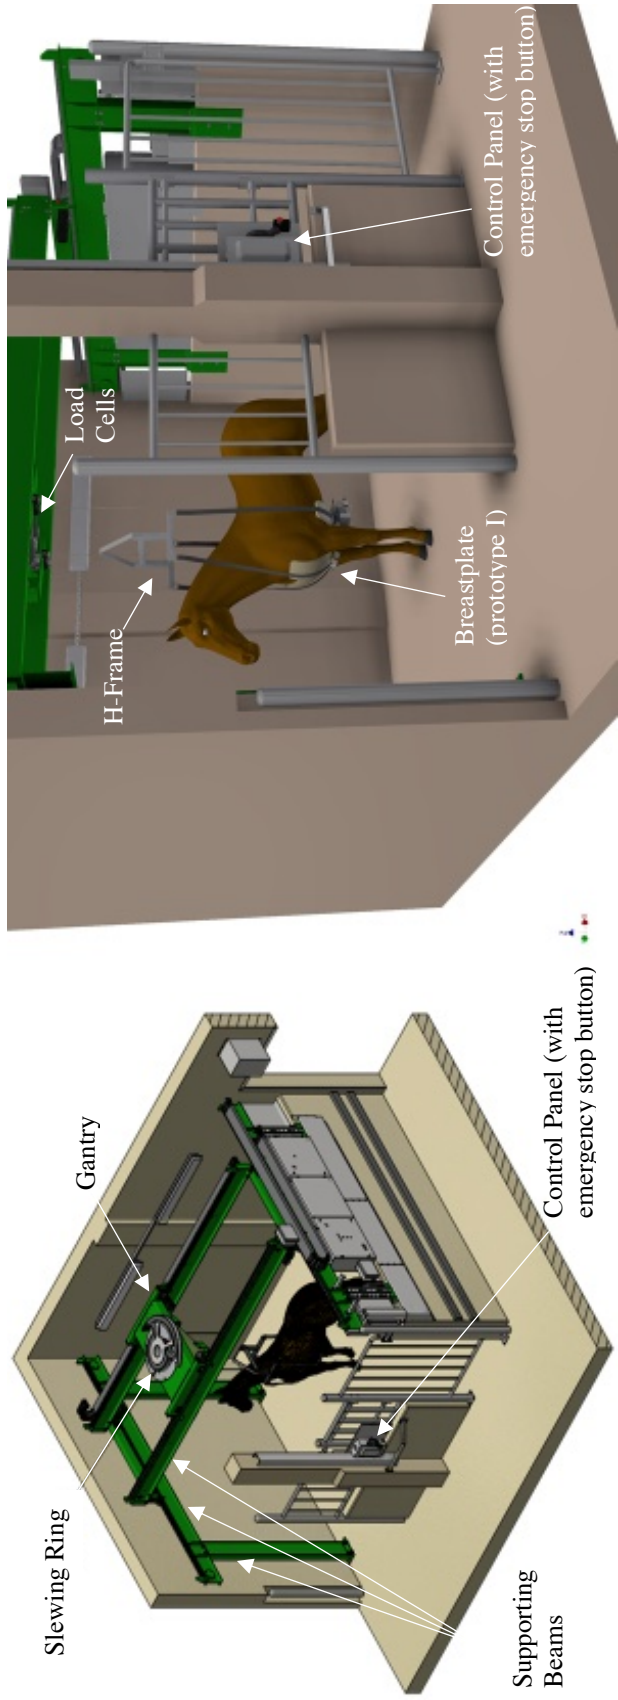 Slewing Ring
Gantry
Supporting
Beams
Control Panel (with
emergency stop button)
H-Frame
Load
Cells
Breastplate
(prototype I)
Control Panel (with
emergency stop button)